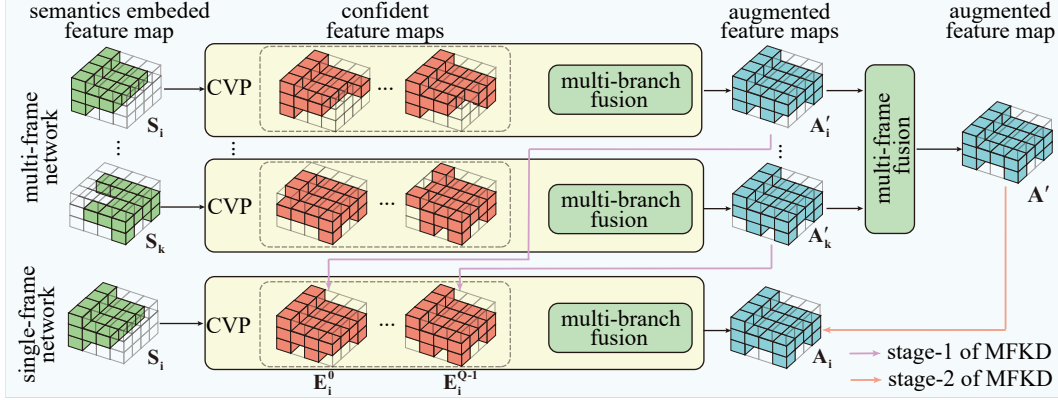 semantics embeded
feature map
confident
feature maps
augmented
feature maps
augmented
feature map
multi-frame
network
S_i
CVP
...
multi-branch
fusion
A'_i
...
...
...
S_k
CVP
...
multi-branch
fusion
A'_k
multi-frame
fusion
A'
single-frame
network
S_i
CVP
...
multi-branch
fusion
A_i
E_i^0
E_i^{Q-1}
stage-1 of MFKD
stage-2 of MFKD